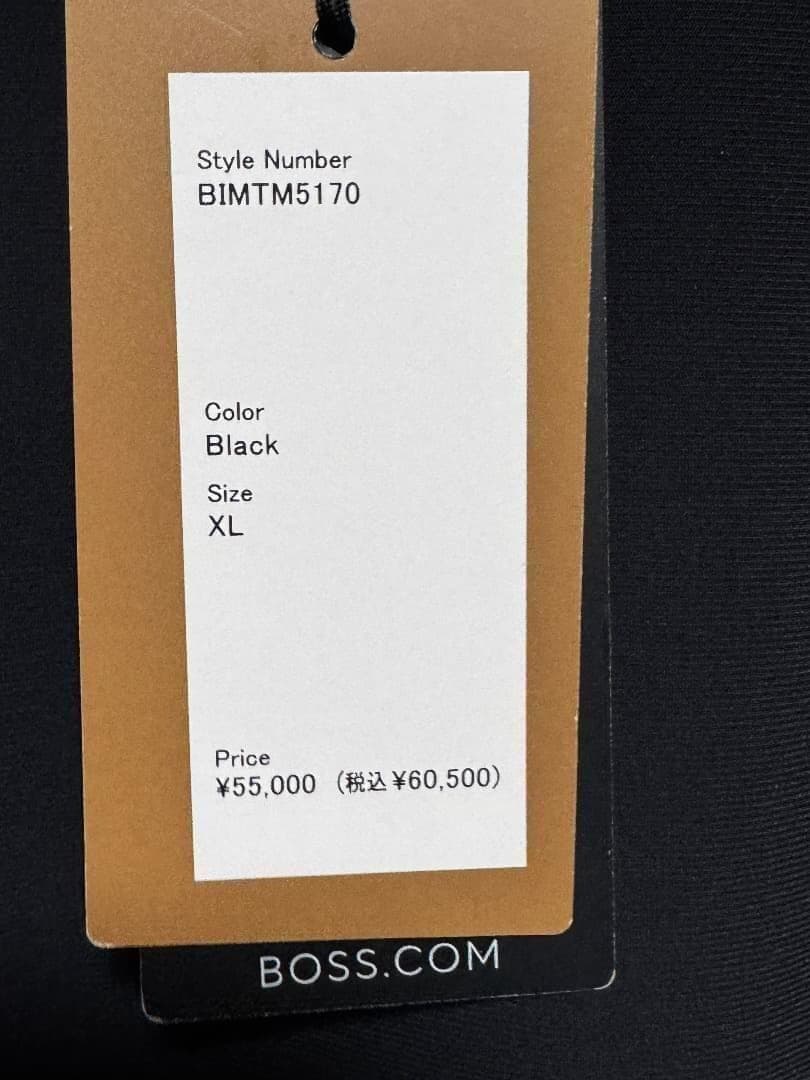 Style Number
BIMTM5170
Color
Black
Size
XL
Price
¥55,000 (税込¥60,500)
BOSS.COM